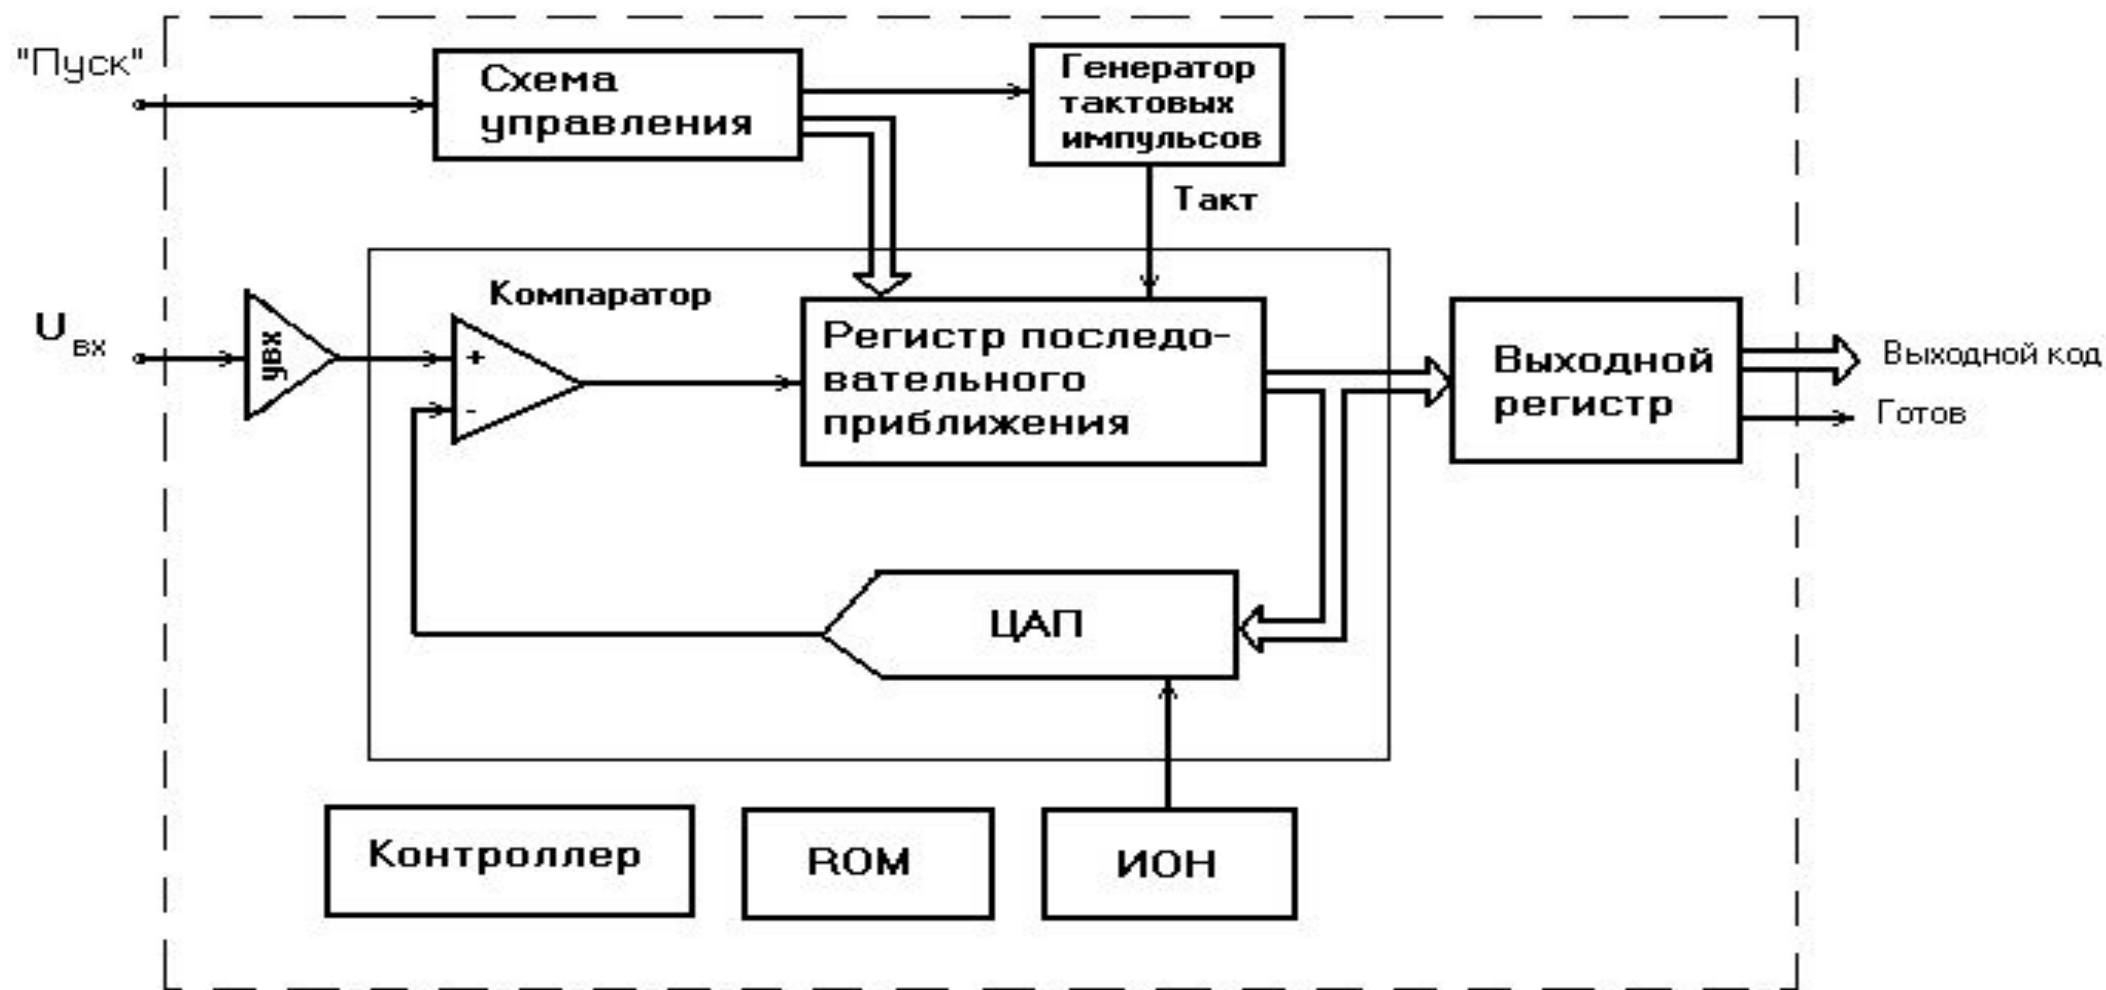 "Пуск"
Схема
управления
Генератор
тактовых
импульсов
Такт
Компаратор
U вх
УВХ
+
-
Регистр последо-
вательного
приближения
Выходной
регистр
Выходной код
Готов
ЦАП
Контроллер
ROM
ИОН